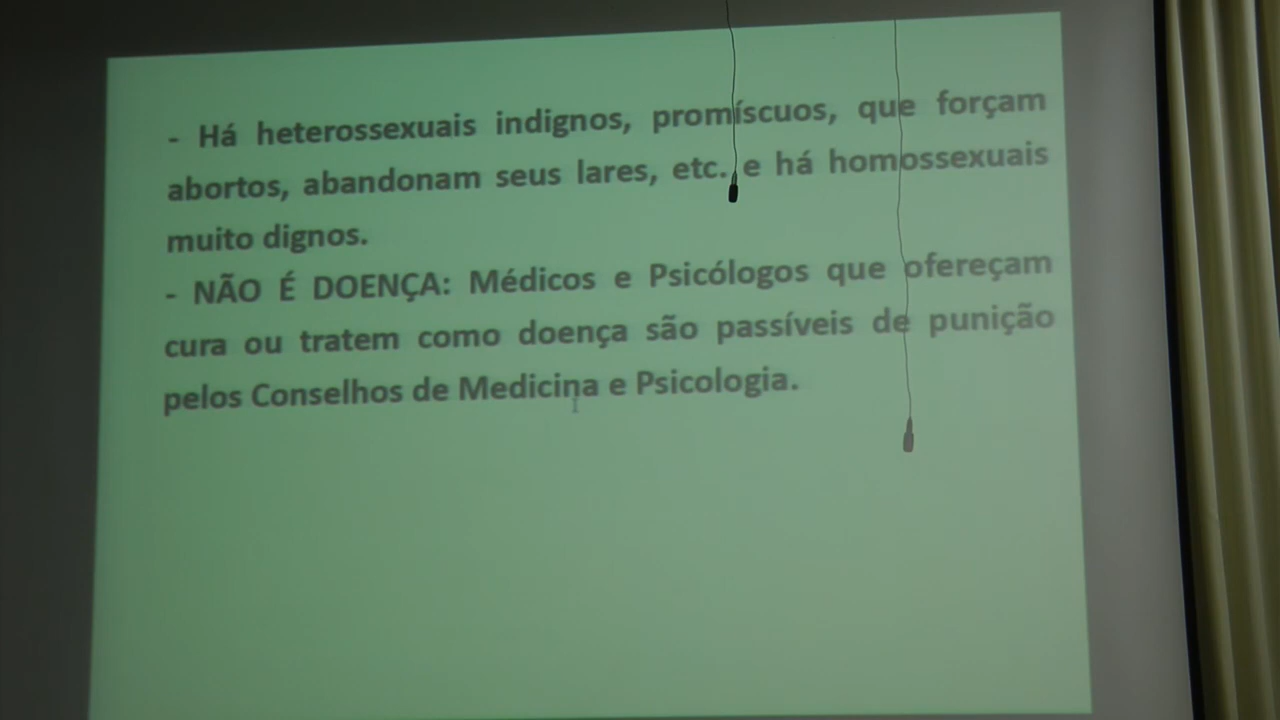 - Há heterossexuais indignos, promíscuos, que forçam
abortos, abandonam seus lares, etc. e há homossexuais
muito dignos.
- NÃO É DOENÇA: Médicos e Psicólogos que ofereçam
cura ou tratem como doença são passíveis de punição
pelos Conselhos de Medicina e Psicologia.